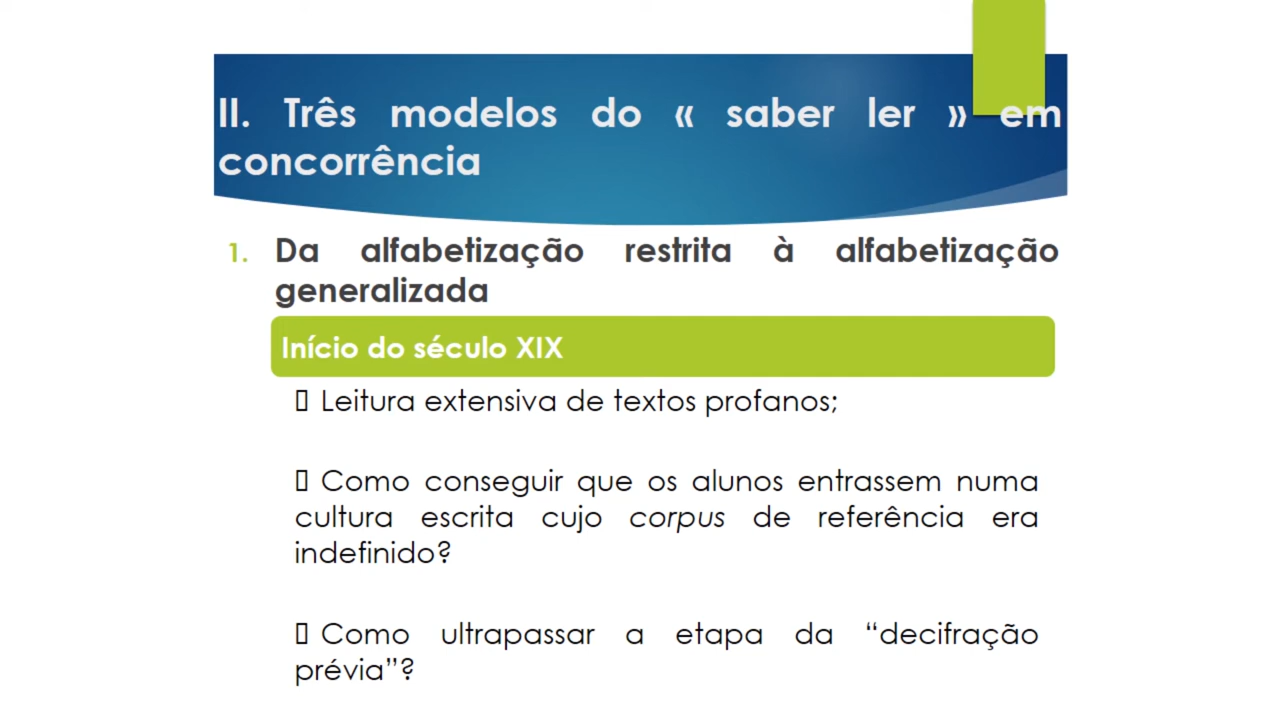 II. Três modelos do « saber ler » em
concorrência
1. Da alfabetização restrita à alfabetização
generalizada
Início do século XIX
▯ Leitura extensiva de textos profanos;
▯ Como conseguir que os alunos entrassem numa
cultura escrita cujo corpus de referência era
indefinido?
▯ Como ultrapassar a etapa da “decifração
prévia”?